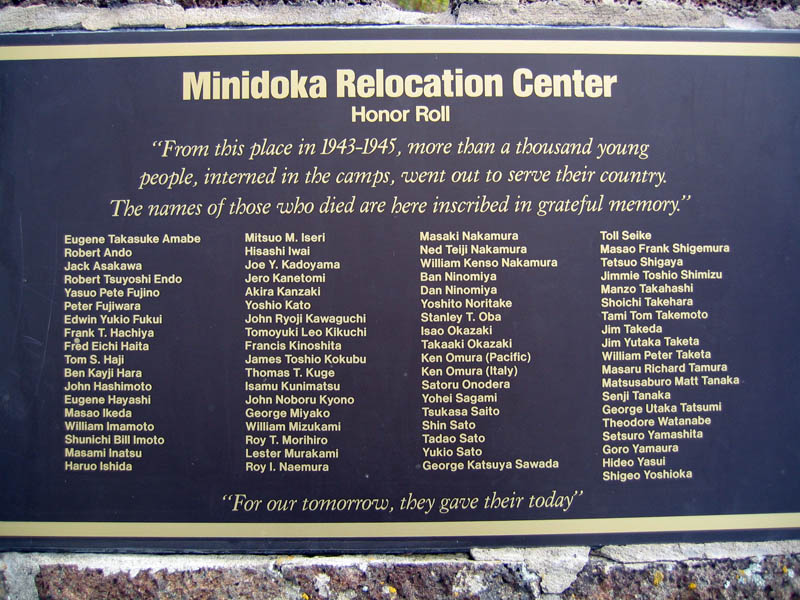 Minidoka Relocation Center
Honor Roll
"From this place in 1943-1945, more than a thousand young
people, interned in the camps, went out to serve their country.
The names of those who died are here inscribed in grateful memory."
Eugene Takasuke Amabe
Robert Ando
Jack Asakawa
Robert Tsuyoshi Endo
Yasuo Pete Fujino
Peter Fujiwara
Edwin Yukio Fukui
Frank T. Hachiya
Fred Eichi Haita
Tom S. Haji
Ben Kayji Hara
John Hashimoto
Eugene Hayashi
Masao Ikeda
William Imamoto
Shunichi Bill Imoto
Masami Inatsu
Haruo Ishida
Mitsuo M. Iseri
Hisashi Iwai
Joe Y. Kadoyama
Jero Kanetomi
Akira Kanzaki
Yoshio Kato
John Ryoji Kawaguchi
Tomoyuki Leo Kikuchi
Francis Kinoshita
James Toshio Kokubu
Thomas T. Kuge
Isamu Kunimatsu
John Noboru Kyono
George Miyako
William Mizukami
Roy T. Morihiro
Lester Murakami
Roy I. Naemura
Masaki Nakamura
Ned Teiji Nakamura
William Kenso Nakamura
Ban Ninomiya
Dan Ninomiya
Yoshito Noritake
Stanley T. Oba
Isao Okazaki
Takaaki Okazaki
Ken Omura (Pacific)
Ken Omura (Italy)
Satoru Onodera
Yohei Sagami
Tsukasa Saito
Shin Sato
Tadao Sato
Yukio Sato
George Katsuya Sawada
Toll Seike
Masao Frank Shigemura
Tetsuo Shigaya
Jimmie Toshio Shimizu
Manzo Takahashi
Shoichi Takehara
Tami Tom Takemoto
Jim Takeda
Jim Yutaka Taketa
William Peter Taketa
Masaru Richard Tamura
Matsusaburo Matt Tanaka
Senji Tanaka
George Utaka Tatsumi
Theodore Watanabe
Setsuro Yamashita
Goro Yamaura
Hideo Yasui
Shigeo Yoshioka
"For our tomorrow, they gave their today"